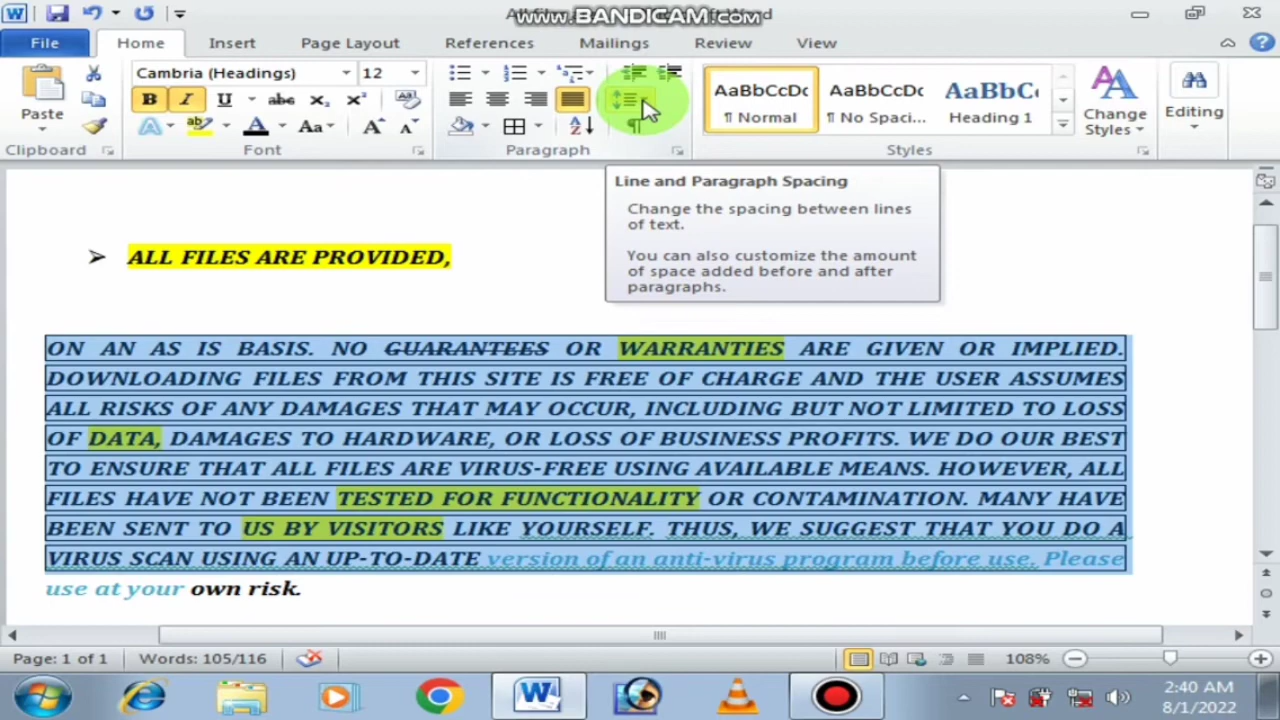 www.BANDICAM.com
File Home Insert Page Layout References Mailings Review View
Cambria (Headings) 12
Paste
B I U abc x₂ x² Aa A A
AaBbCcDc AaBbCcDc AaBbCc
¶ Normal ¶ No Spaci... Heading 1
Change Styles
Editing
Clipboard Font Paragraph Styles
Line and Paragraph Spacing
Change the spacing between lines
of text.
You can also customize the amount
of space added before and after
paragraphs.
ALL FILES ARE PROVIDED,
ON AN AS IS BASIS. NO GUARANTEES OR WARRANTIES ARE GIVEN OR IMPLIED.
DOWNLOADING FILES FROM THIS SITE IS FREE OF CHARGE AND THE USER ASSUMES
ALL RISKS OF ANY DAMAGES THAT MAY OCCUR, INCLUDING BUT NOT LIMITED TO LOSS
OF DATA, DAMAGES TO HARDWARE, OR LOSS OF BUSINESS PROFITS. WE DO OUR BEST
TO ENSURE THAT ALL FILES ARE VIRUS-FREE USING AVAILABLE MEANS. HOWEVER, ALL
FILES HAVE NOT BEEN TESTED FOR FUNCTIONALITY OR CONTAMINATION. MANY HAVE
BEEN SENT TO US BY VISITORS LIKE YOURSELF. THUS, WE SUGGEST THAT YOU DO A
VIRUS SCAN USING AN UP-TO-DATE version of an anti-virus program before use. Please
use at your own risk.
Page: 1 of 1 Words: 105/116 108%
2:40 AM
8/1/2022